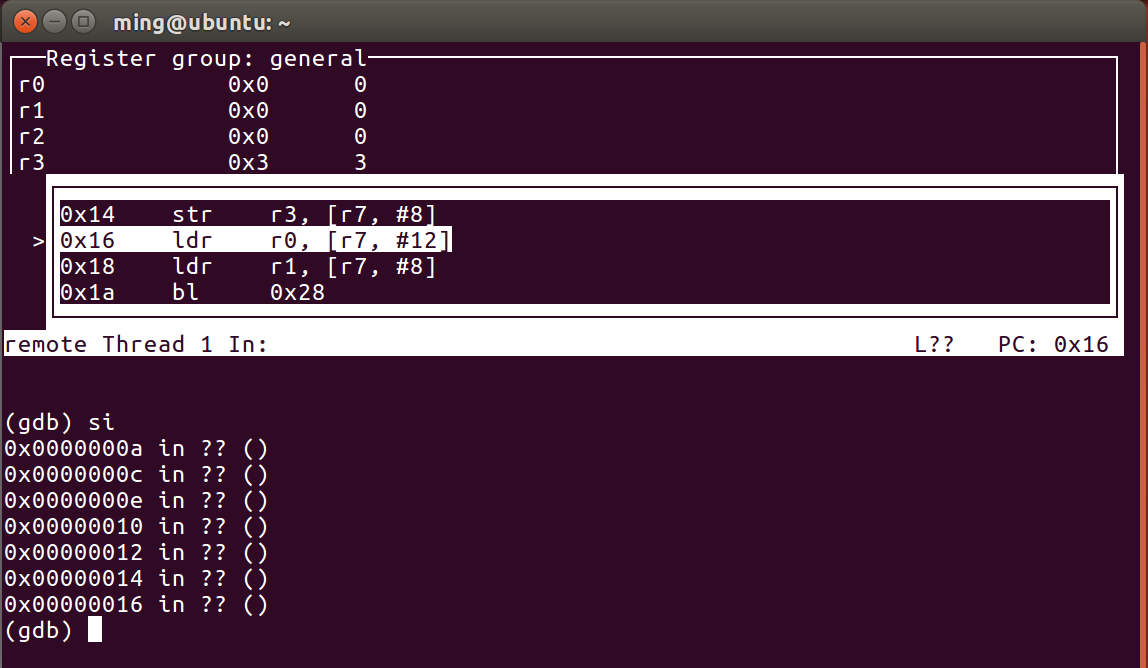 ming@ubuntu: ~
Register group: general
r0 0x0 0
r1 0x0 0
r2 0x0 0
r3 0x3 3
0x14 str r3, [r7, #8]
>0x16 ldr r0, [r7, #12]
0x18 ldr r1, [r7, #8]
0x1a bl 0x28
remote Thread 1 In: L?? PC: 0x16
(gdb) si
0x0000000a in ?? ()
0x0000000c in ?? ()
0x0000000e in ?? ()
0x00000010 in ?? ()
0x00000012 in ?? ()
0x00000014 in ?? ()
0x00000016 in ?? ()
(gdb)